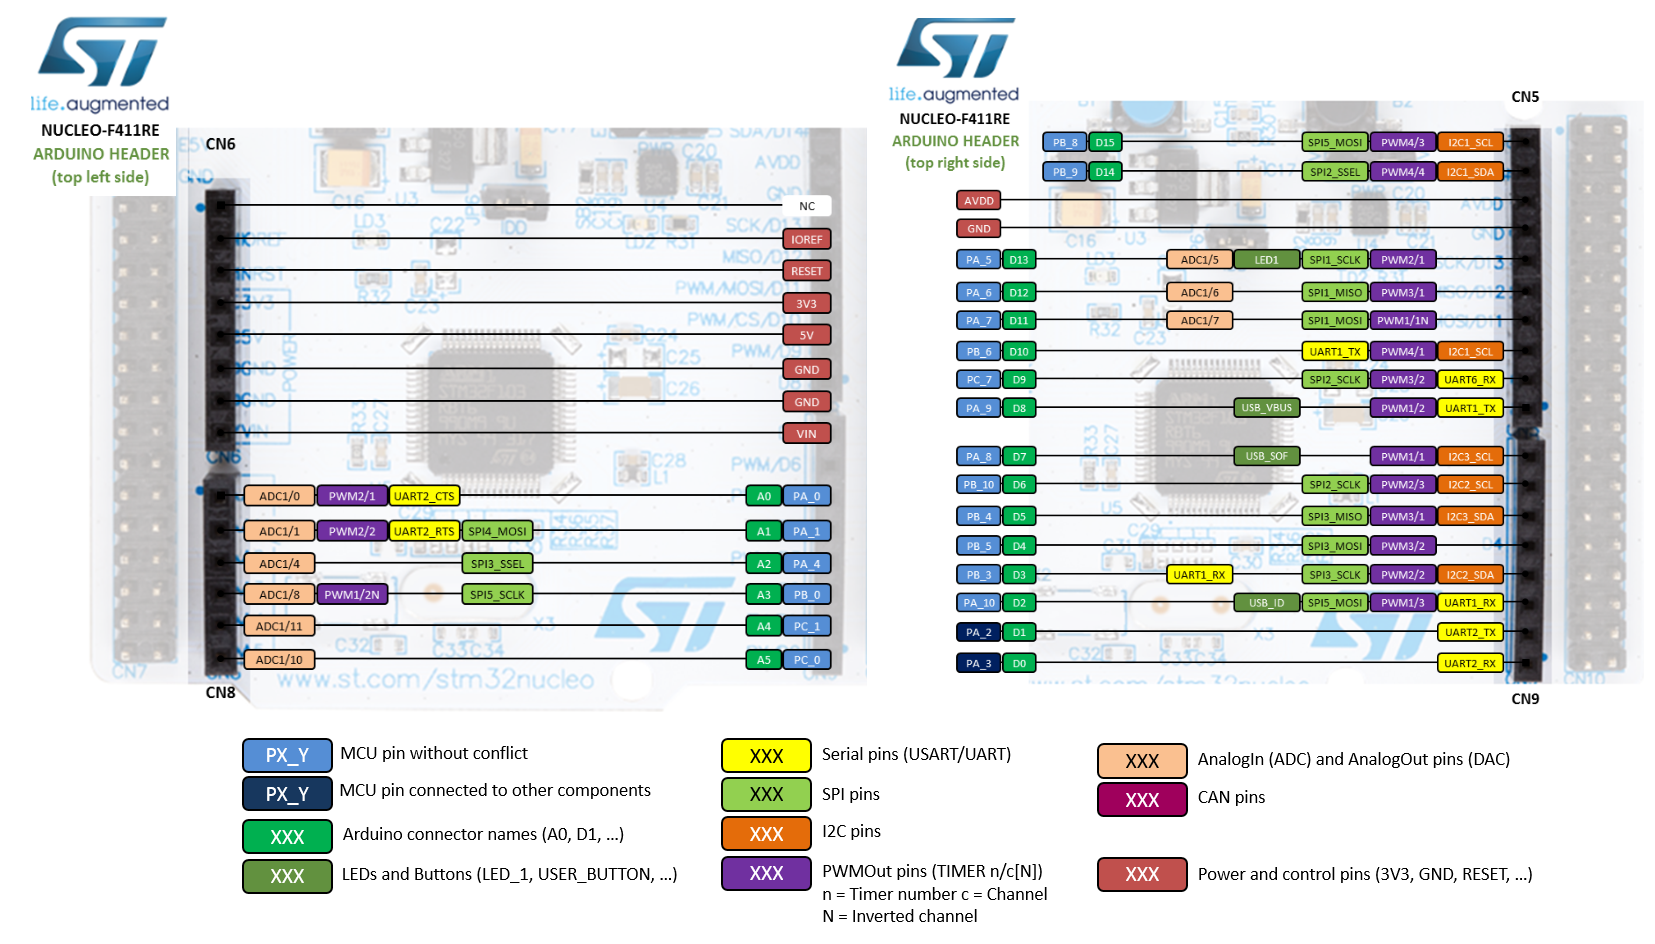 life.augmented
NUCLEO-F411RE
ARDUINO HEADER
(top left side)
CN6
NC
IOREF
RESET
3V3
5V
GND
GND
VIN
ADC1/0 PWM2/1 UART2_CTS A0 PA_0
ADC1/1 PWM2/2 UART2_RTS SPI4_MOSI A1 PA_1
ADC1/4 SPI3_SSEL A2 PA_4
ADC1/8 PWM1/2N SPI5_SCLK A3 PB_0
ADC1/11 A4 PC_1
ADC1/10 A5 PC_0
www.st.com/stm32nucleo
CN7
CN8
life.augmented
NUCLEO-F411RE
ARDUINO HEADER
(top right side)
CN5
PB_8 D15 SPI5_MOSI PWM4/3 I2C1_SCL
PB_9 D14 SPI2_SSEL PWM4/4 I2C1_SDA
AVDD
GND
PA_5 D13 ADC1/5 LED1 SPI1_SCLK PWM2/1
PA_6 D12 ADC1/6 SPI1_MISO PWM3/1
PA_7 D11 ADC1/7 SPI1_MOSI PWM1/1N
PB_6 D10 UART1_TX PWM4/1 I2C1_SCL
PC_7 D9 SPI2_SCLK PWM3/2 UART6_RX
PA_9 D8 USB_VBUS PWM1/2 UART1_TX
PA_8 D7 USB_SOF PWM1/1 I2C3_SCL
PB_10 D6 SPI2_SCLK PWM2/3 I2C2_SCL
PB_4 D5 SPI3_MISO PWM3/1 I2C3_SDA
PB_5 D4 SPI3_MOSI PWM3/2
PB_3 D3 UART1_RX SPI3_SCLK PWM2/2 I2C2_SDA
PA_10 D2 USB_ID SPI5_MOSI PWM1/3 UART1_RX
PA_2 D1 UART2_TX
PA_3 D0 UART2_RX
CN10
CN9
PX_Y MCU pin without conflict
PX_Y MCU pin connected to other components
XXX Arduino connector names (A0, D1, ...)
XXX LEDs and Buttons (LED_1, USER_BUTTON, ...)
XXX Serial pins (USART/UART)
XXX SPI pins
XXX I2C pins
XXX PWMOut pins (TIMER n/c[N])
n = Timer number c = Channel
N = Inverted channel
XXX AnalogIn (ADC) and AnalogOut pins (DAC)
XXX CAN pins
XXX Power and control pins (3V3, GND, RESET, ...)